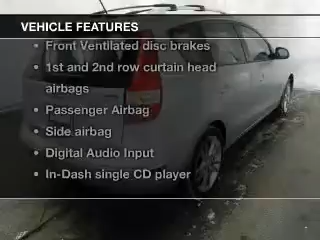 VEHICLE FEATURES
• Front Ventilated disc brakes
• 1st and 2nd row curtain head
airbags
• Passenger Airbag
• Side airbag
• Digital Audio Input
• In-Dash single CD player